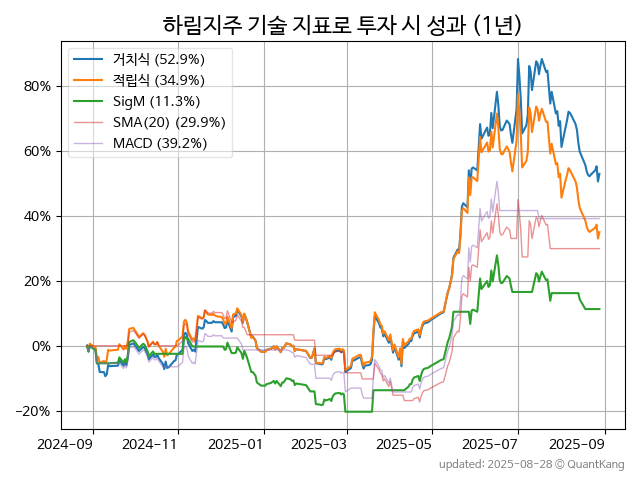 하림지주 기술 지표로 투자 시 성과 (1년)
거치식 (52.9%)
적립식 (34.9%)
SigM (11.3%)
SMA(20) (29.9%)
MACD (39.2%)
80%
60%
40%
20%
0%
−20%
2024-09 2024-11 2025-01 2025-03 2025-05 2025-07 2025-09
updated: 2025-08-28 © QuantKang